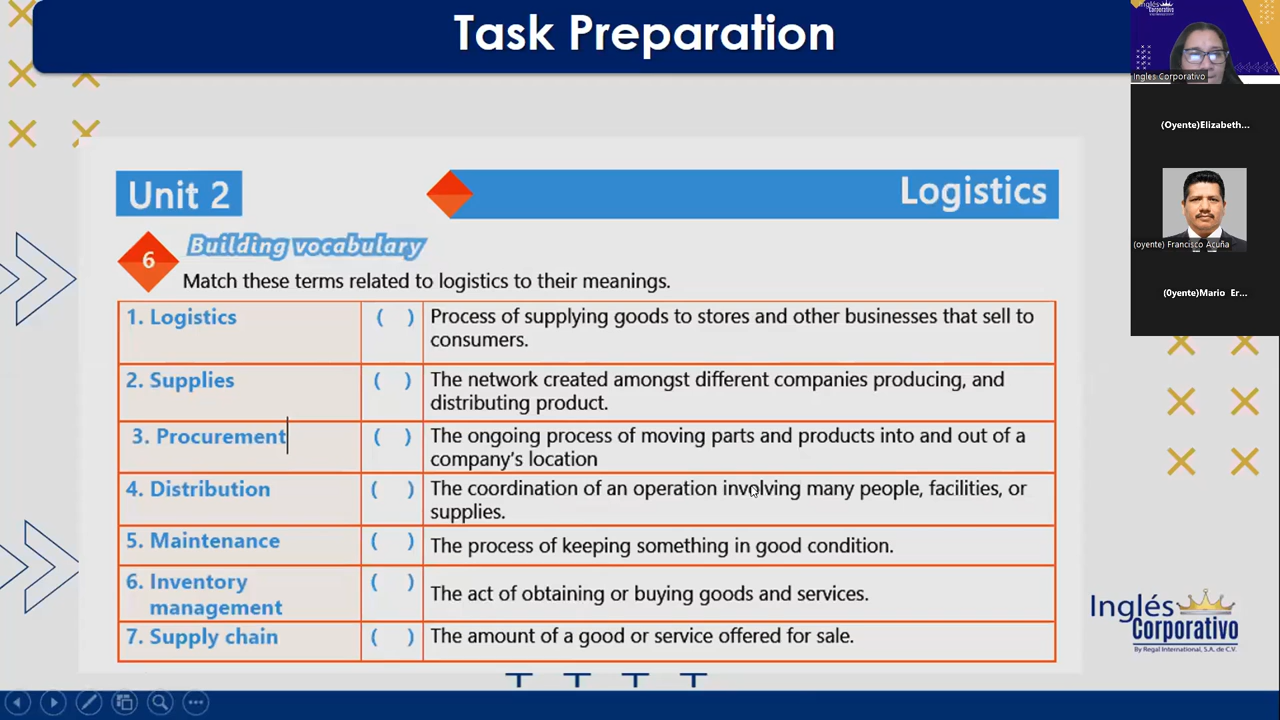 Task Preparation
Inglés
Corporativo
Ingles Corporativo
(Oyente)Elizabeth...
(oyente) Francisco Acuña
(0yente)Mario Er...
Unit 2
Logistics
6
Building vocabulary
Match these terms related to logistics to their meanings.
1. Logistics ( ) Process of supplying goods to stores and other businesses that sell to
consumers.
2. Supplies ( ) The network created amongst different companies producing, and
distributing product.
3. Procurement ( ) The ongoing process of moving parts and products into and out of a
company's location
4. Distribution ( ) The coordination of an operation involving many people, facilities, or
supplies.
5. Maintenance ( ) The process of keeping something in good condition.
6. Inventory
management ( ) The act of obtaining or buying goods and services.
7. Supply chain ( ) The amount of a good or service offered for sale.
Inglés
Corporativo
By Regal International, S.A. de C.V.